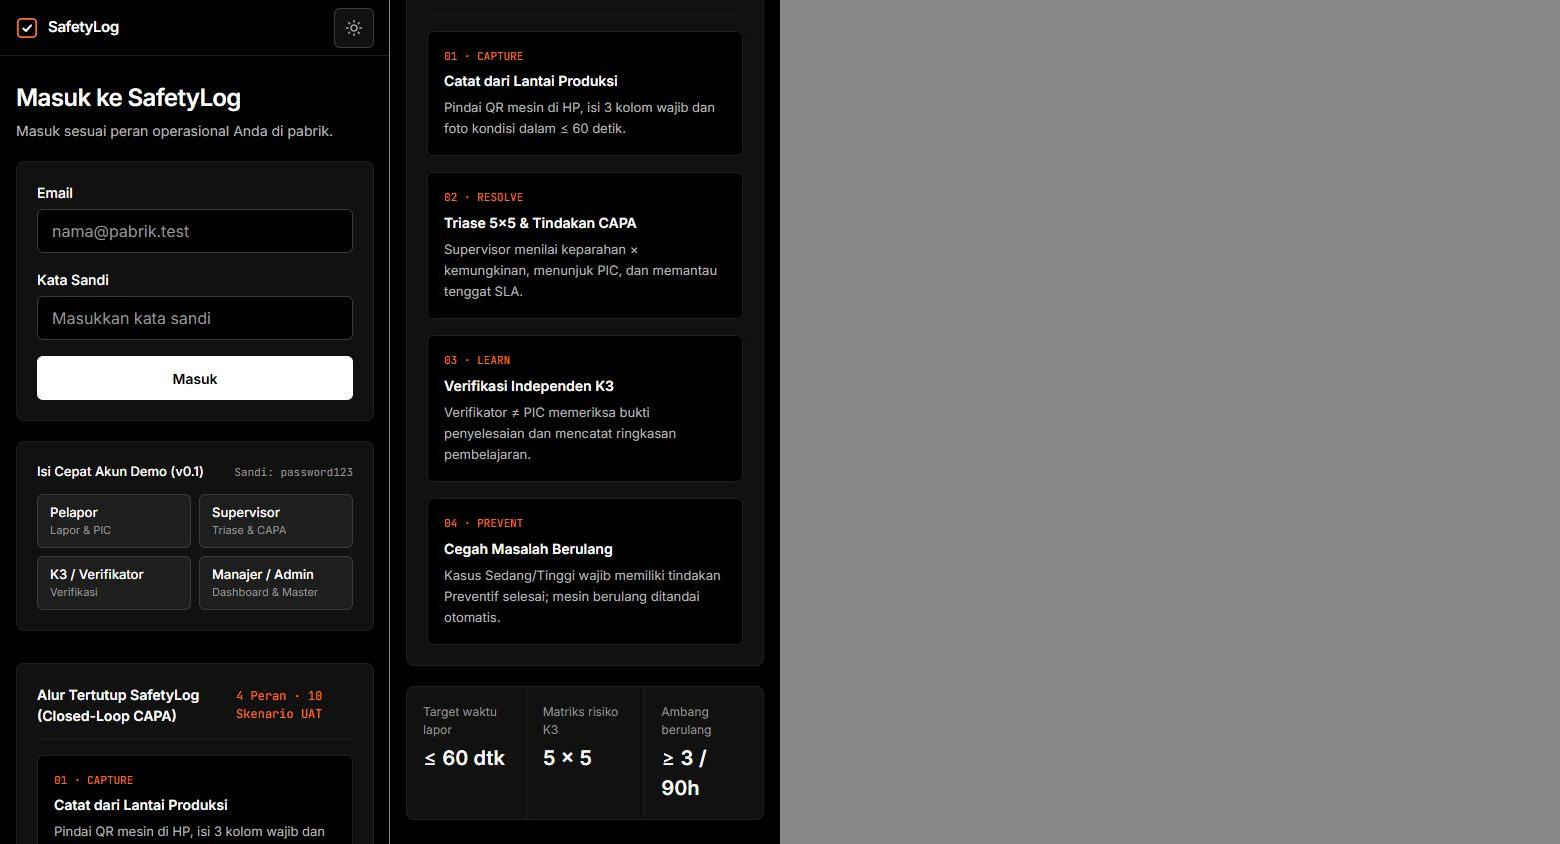 SafetyLog
Masuk ke SafetyLog
Masuk sesuai peran operasional Anda di pabrik.
Email
nama@pabrik.test
Kata Sandi
Masukkan kata sandi
Masuk
Isi Cepat Akun Demo (v0.1)
Sandi: password123
Pelapor
Lapor & PIC
Supervisor
Triase & CAPA
K3 / Verifikator
Verifikasi
Manajer / Admin
Dashboard & Master
Alur Tertutup SafetyLog
(Closed-Loop CAPA)
4 Peran · 10
Skenario UAT
01 · CAPTURE
Catat dari Lantai Produksi
Pindai QR mesin di HP, isi 3 kolom wajib dan
01 · CAPTURE
Catat dari Lantai Produksi
Pindai QR mesin di HP, isi 3 kolom wajib dan
foto kondisi dalam ≤ 60 detik.
02 · RESOLVE
Triase 5×5 & Tindakan CAPA
Supervisor menilai keparahan ×
kemungkinan, menunjuk PIC, dan memantau
tenggat SLA.
03 · LEARN
Verifikasi Independen K3
Verifikator ≠ PIC memeriksa bukti
penyelesaian dan mencatat ringkasan
pembelajaran.
04 · PREVENT
Cegah Masalah Berulang
Kasus Sedang/Tinggi wajib memiliki tindakan
Preventif selesai; mesin berulang ditandai
otomatis.
Target waktu
lapor
≤ 60 dtk
Matriks risiko
K3
5 × 5
Ambang
berulang
≥ 3 /
90h